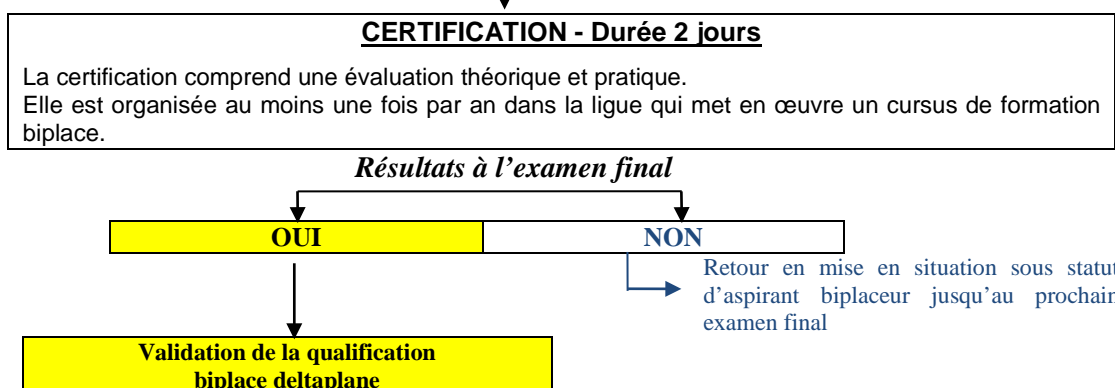 CERTIFICATION - Durée 2 jours
La certification comprend une évaluation théorique et pratique.
Elle est organisée au moins une fois par an dans la ligue qui met en œuvre un cursus de formation
biplace.
Résultats à l'examen final
OUI
NON
Retour en mise en situation sous statut
d'aspirant biplaceur jusqu'au prochain
examen final
Validation de la qualification
biplace deltaplane